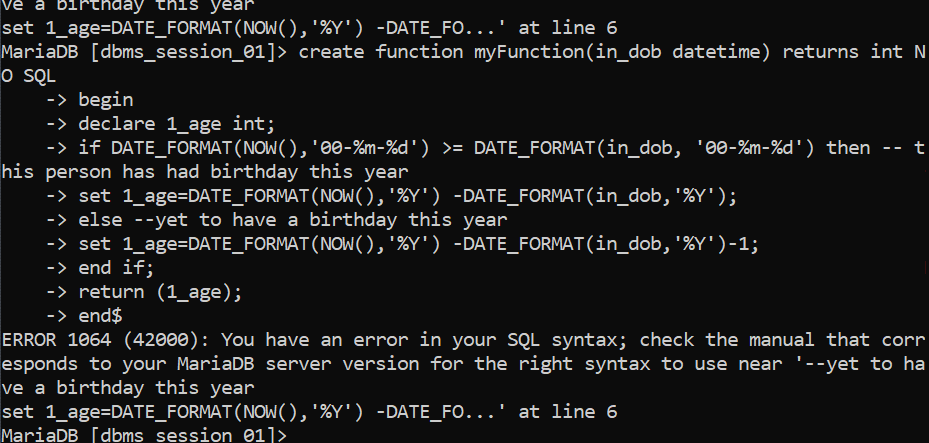 ve a birthday this year
set 1_age=DATE_FORMAT(NOW(),'%Y') -DATE_FO...' at line 6
MariaDB [dbms_session_01]> create function myFunction(in_dob datetime) returns int N
O SQL
    -> begin
    -> declare 1_age int;
    -> if DATE_FORMAT(NOW(),'00-%m-%d') >= DATE_FORMAT(in_dob, '00-%m-%d') then -- t
his person has had birthday this year
    -> set 1_age=DATE_FORMAT(NOW(),'%Y') -DATE_FORMAT(in_dob,'%Y');
    -> else --yet to have a birthday this year
    -> set 1_age=DATE_FORMAT(NOW(),'%Y') -DATE_FORMAT(in_dob,'%Y')-1;
    -> end if;
    -> return (1_age);
    -> end$
ERROR 1064 (42000): You have an error in your SQL syntax; check the manual that corr
esponds to your MariaDB server version for the right syntax to use near '--yet to ha
ve a birthday this year
set 1_age=DATE_FORMAT(NOW(),'%Y') -DATE_FO...' at line 6
MariaDB [dbms_session_01]>